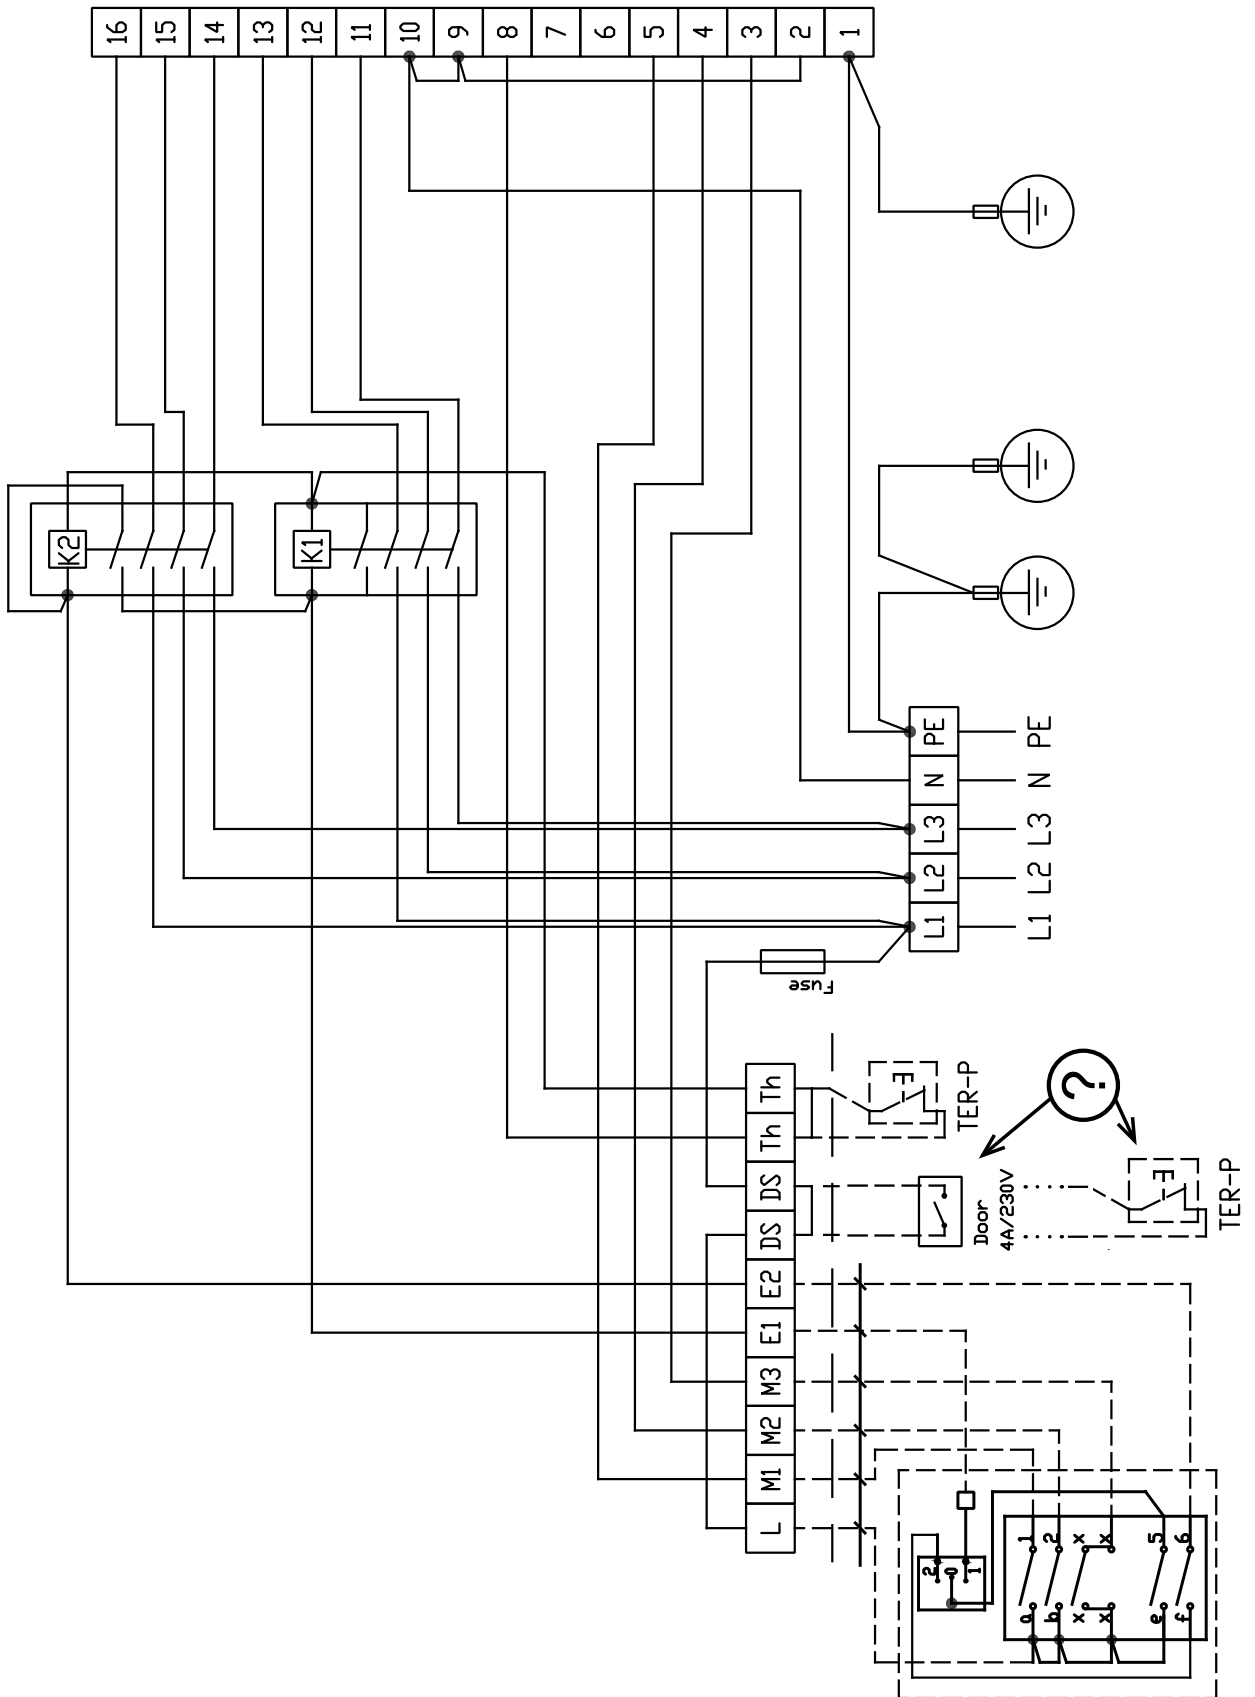 16 15 14 13 12 11 10 9 8 7 6 5 4 3 2 1
K2
K1
PE PE
N N
L3 L3
L2 L2
L1 L1
Fuse
Th
Th
DS
DS
E2
E1
M3
M2
M1
L
TER-P
?
Door
4A/230V
TER-P
2 0 1
1 2 x x 5 6
a b x x e f